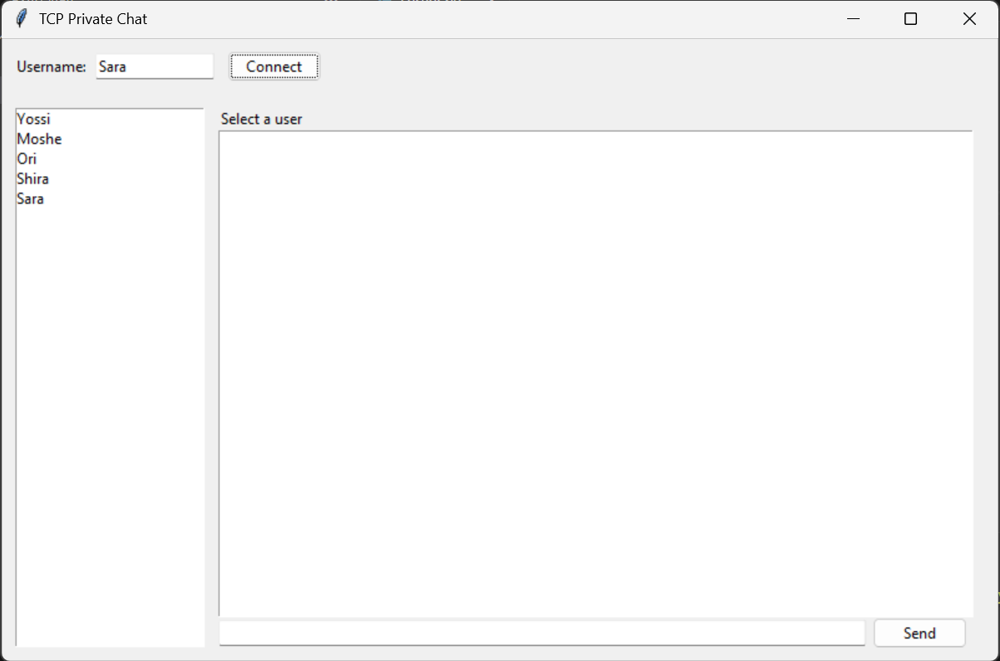 TCP Private Chat
Username: Sara Connect
Yossi
Moshe
Ori
Shira
Sara
Select a user
Send